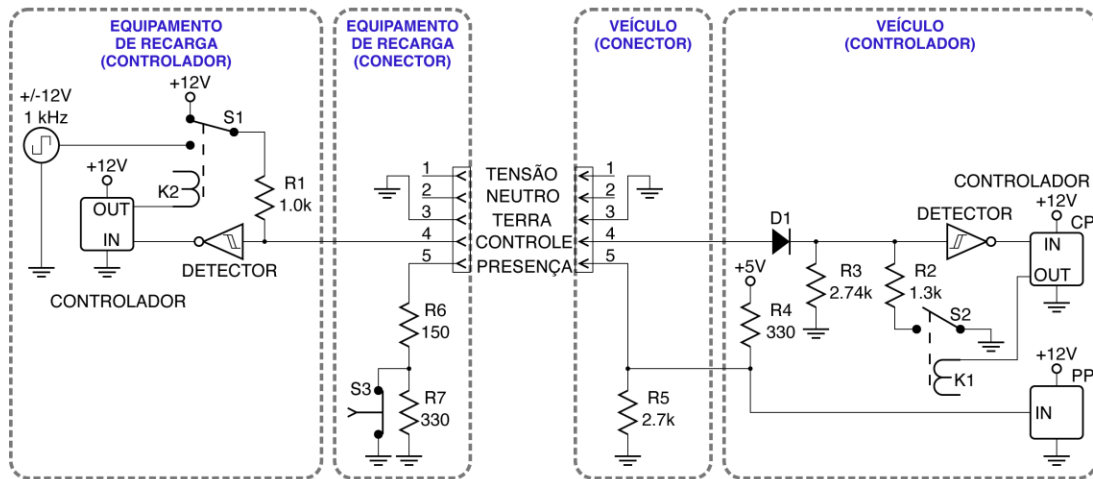 EQUIPAMENTO
DE RECARGA
(CONTROLADOR)
+12V
+/-12V
1 kHz
S1
+12V
K2
R1
1.0k
OUT
IN
DETECTOR
CONTROLADOR
EQUIPAMENTO
DE RECARGA
(CONECTOR)
1
2
3
4
5
R6
150
S3
R7
330
TENSÃO
NEUTRO
TERRA
CONTROLE
PRESENÇA
VEÍCULO
(CONECTOR)
1
2
3
4
5
R5
2.7k
VEÍCULO
(CONTROLADOR)
CONTROLADOR
+12V
D1
DETECTOR
CP
IN
OUT
+5V
R3
2.74k
R2
1.3k
R4
330
S2
K1
+12V
PP
IN